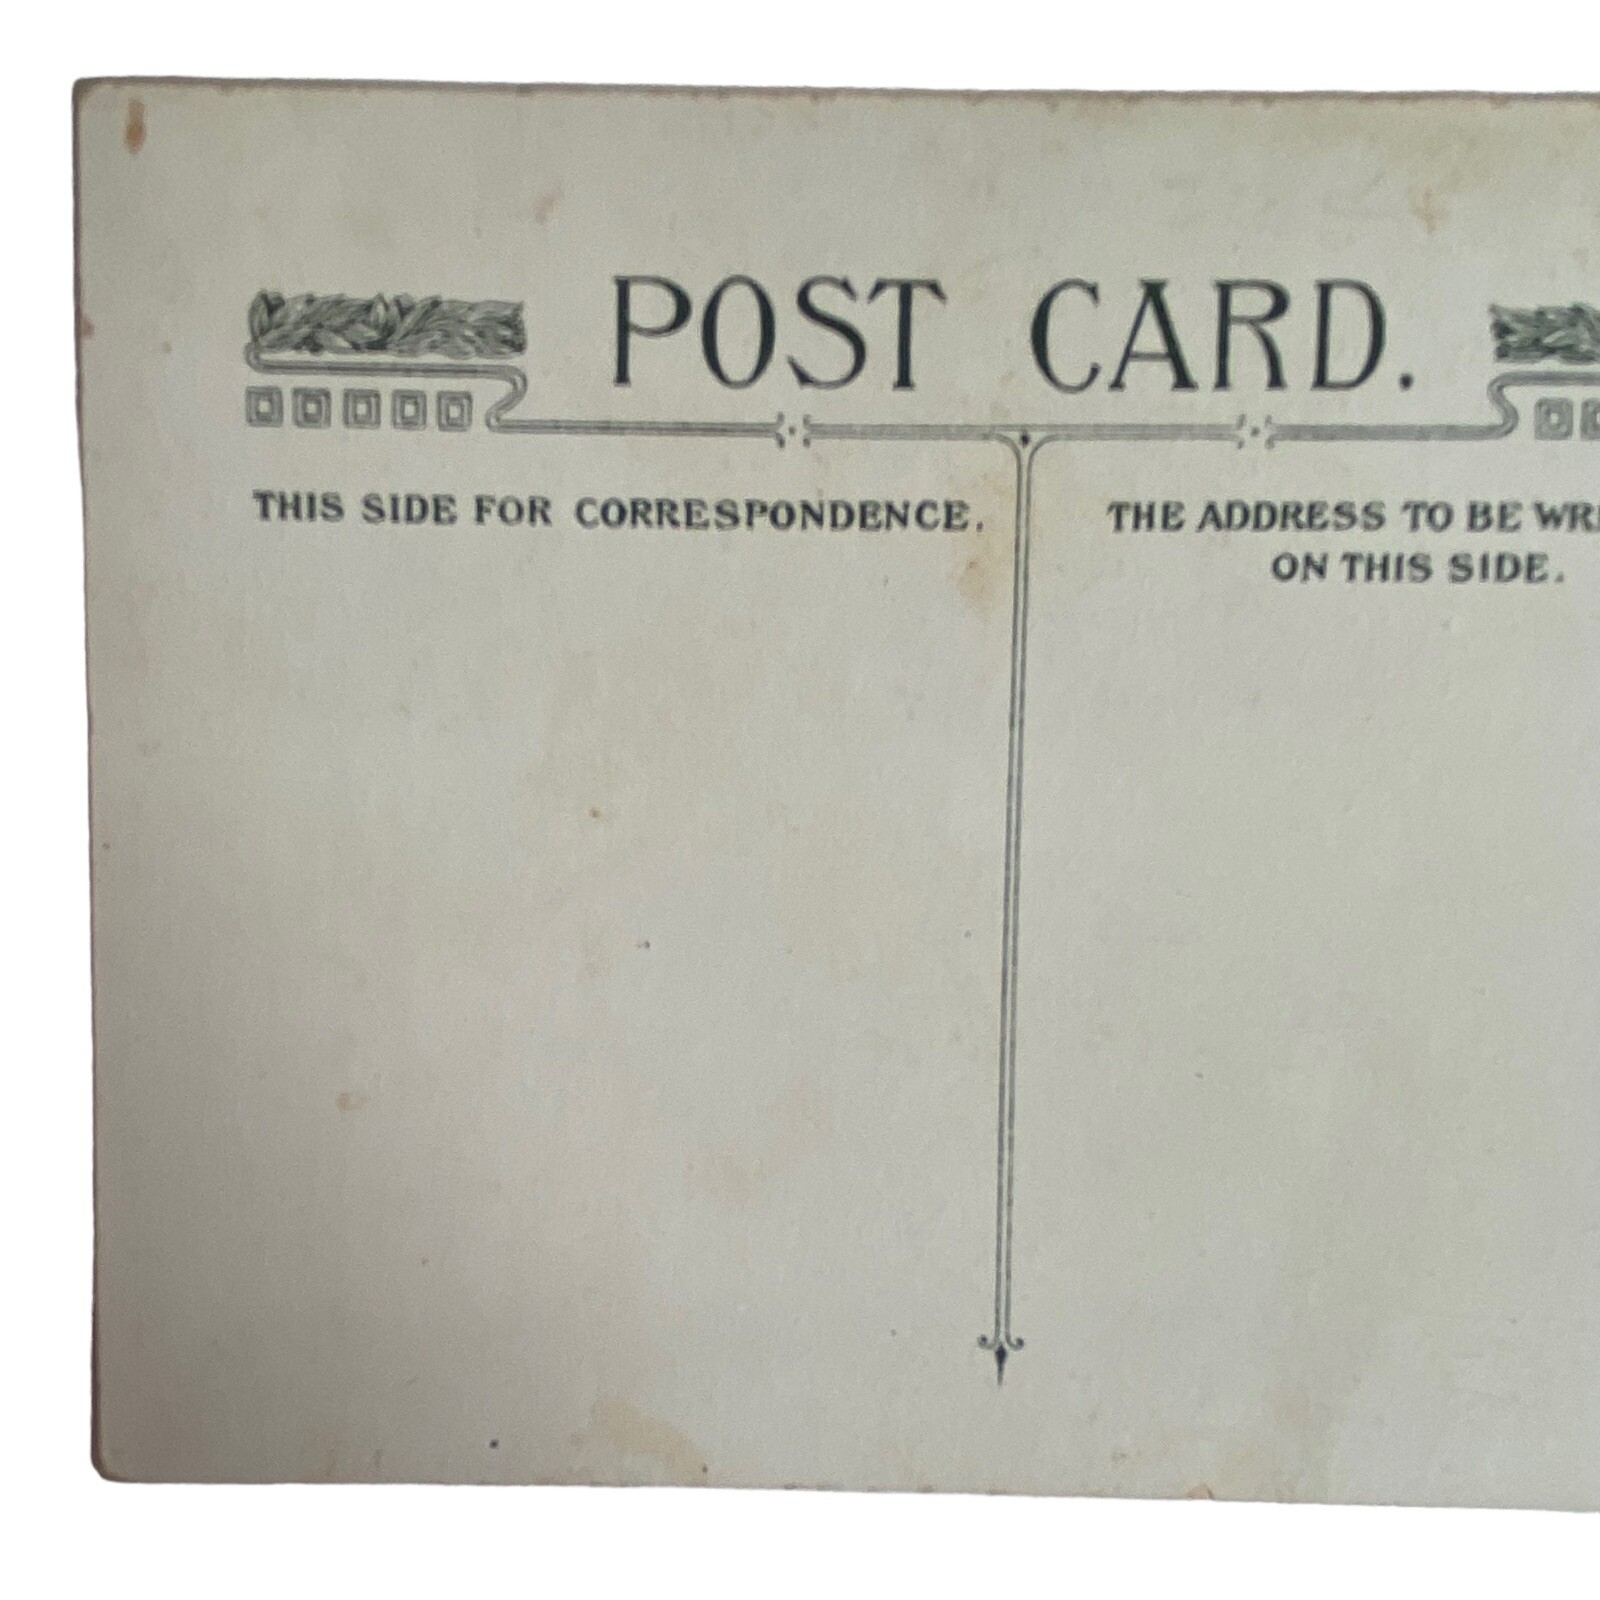 POST CARD.
THIS SIDE FOR CORRESPONDENCE.
THE ADDRESS TO BE
ON THIS SIDE.